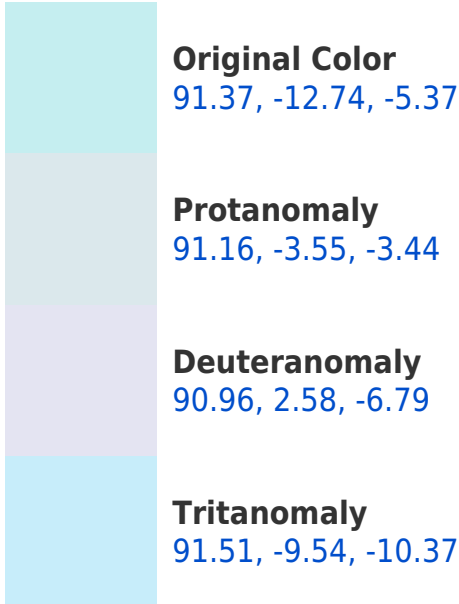 Original Color
91.37, -12.74, -5.37
Protanomaly
91.16, -3.55, -3.44
Deuteranomaly
90.96, 2.58, -6.79
Tritanomaly
91.51, -9.54, -10.37